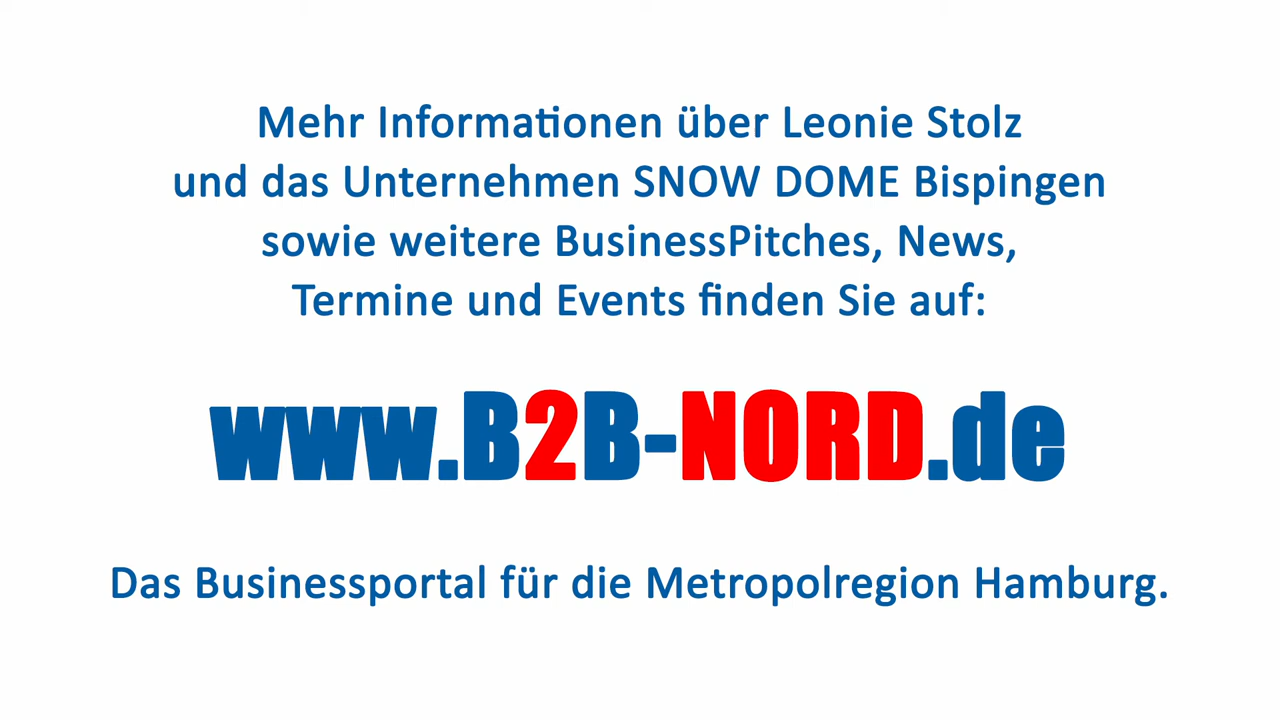 Mehr Informationen über Leonie Stolz
und das Unternehmen SNOW DOME Bispingen
sowie weitere BusinessPitches, News,
Termine und Events finden Sie auf:
www.B2B-NORD.de
Das Businessportal für die Metropolregion Hamburg.